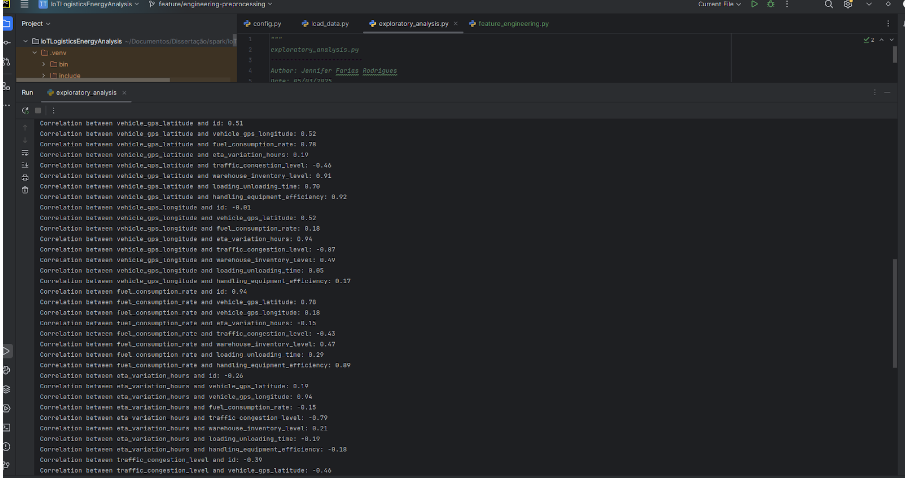 IoTLogisticsEnergyAnalysis feature/engineering-preprocessing Current File
Project config.py load_data.py exploratory_analysis.py feature_engineering.py
IoTLogisticsEnergyAnalysis ~/Documentos/Dissertação/spark/Io
.venv
bin
include
1 """
2 exploratory_analysis.py
3
4 Author: Jennifer Farias Rodrigues
2
Run exploratory_analysis
Correlation between vehicle_gps_latitude and id: 0.51
Correlation between vehicle_gps_latitude and vehicle_gps_longitude: 0.52
Correlation between vehicle_gps_latitude and fuel_consumption_rate: 0.78
Correlation between vehicle_gps_latitude and eta_variation_hours: 0.19
Correlation between vehicle_gps_latitude and traffic_congestion_level: -0.46
Correlation between vehicle_gps_latitude and warehouse_inventory_level: 0.91
Correlation between vehicle_gps_latitude and loading_unloading_time: 0.70
Correlation between vehicle_gps_latitude and handling_equipment_efficiency: 0.92
Correlation between vehicle_gps_longitude and id: -0.01
Correlation between vehicle_gps_longitude and vehicle_gps_latitude: 0.52
Correlation between vehicle_gps_longitude and fuel_consumption_rate: 0.18
Correlation between vehicle_gps_longitude and eta_variation_hours: 0.94
Correlation between vehicle_gps_longitude and traffic_congestion_level: -0.87
Correlation between vehicle_gps_longitude and warehouse_inventory_level: 0.49
Correlation between vehicle_gps_longitude and loading_unloading_time: 0.05
Correlation between vehicle_gps_longitude and handling_equipment_efficiency: 0.17
Correlation between fuel_consumption_rate and id: 0.94
Correlation between fuel_consumption_rate and vehicle_gps_latitude: 0.78
Correlation between fuel_consumption_rate and vehicle_gps_longitude: 0.18
Correlation between fuel_consumption_rate and eta_variation_hours: -0.15
Correlation between fuel_consumption_rate and traffic_congestion_level: -0.43
Correlation between fuel_consumption_rate and warehouse_inventory_level: 0.47
Correlation between fuel_consumption_rate and loading_unloading_time: 0.29
Correlation between fuel_consumption_rate and handling_equipment_efficiency: 0.89
Correlation between eta_variation_hours and id: -0.26
Correlation between eta_variation_hours and vehicle_gps_latitude: 0.19
Correlation between eta_variation_hours and vehicle_gps_longitude: 0.94
Correlation between eta_variation_hours and fuel_consumption_rate: -0.15
Correlation between eta_variation_hours and traffic_congestion_level: -0.79
Correlation between eta_variation_hours and warehouse_inventory_level: 0.21
Correlation between eta_variation_hours and loading_unloading_time: -0.19
Correlation between eta_variation_hours and handling_equipment_efficiency: -0.18
Correlation between traffic_congestion_level and id: -0.39
Correlation between traffic_congestion_level and vehicle_gps_latitude: -0.46